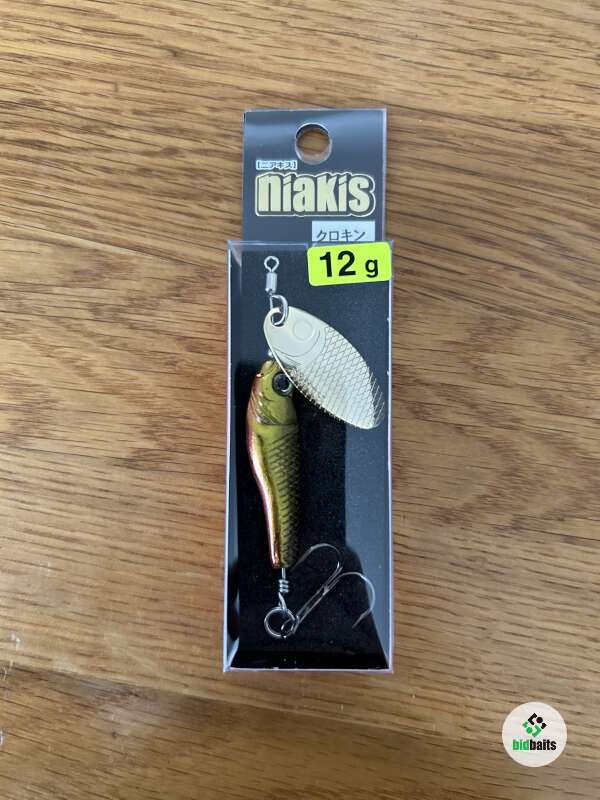 【ニアキス】
niakis
クロキン
12 g
bidbaits